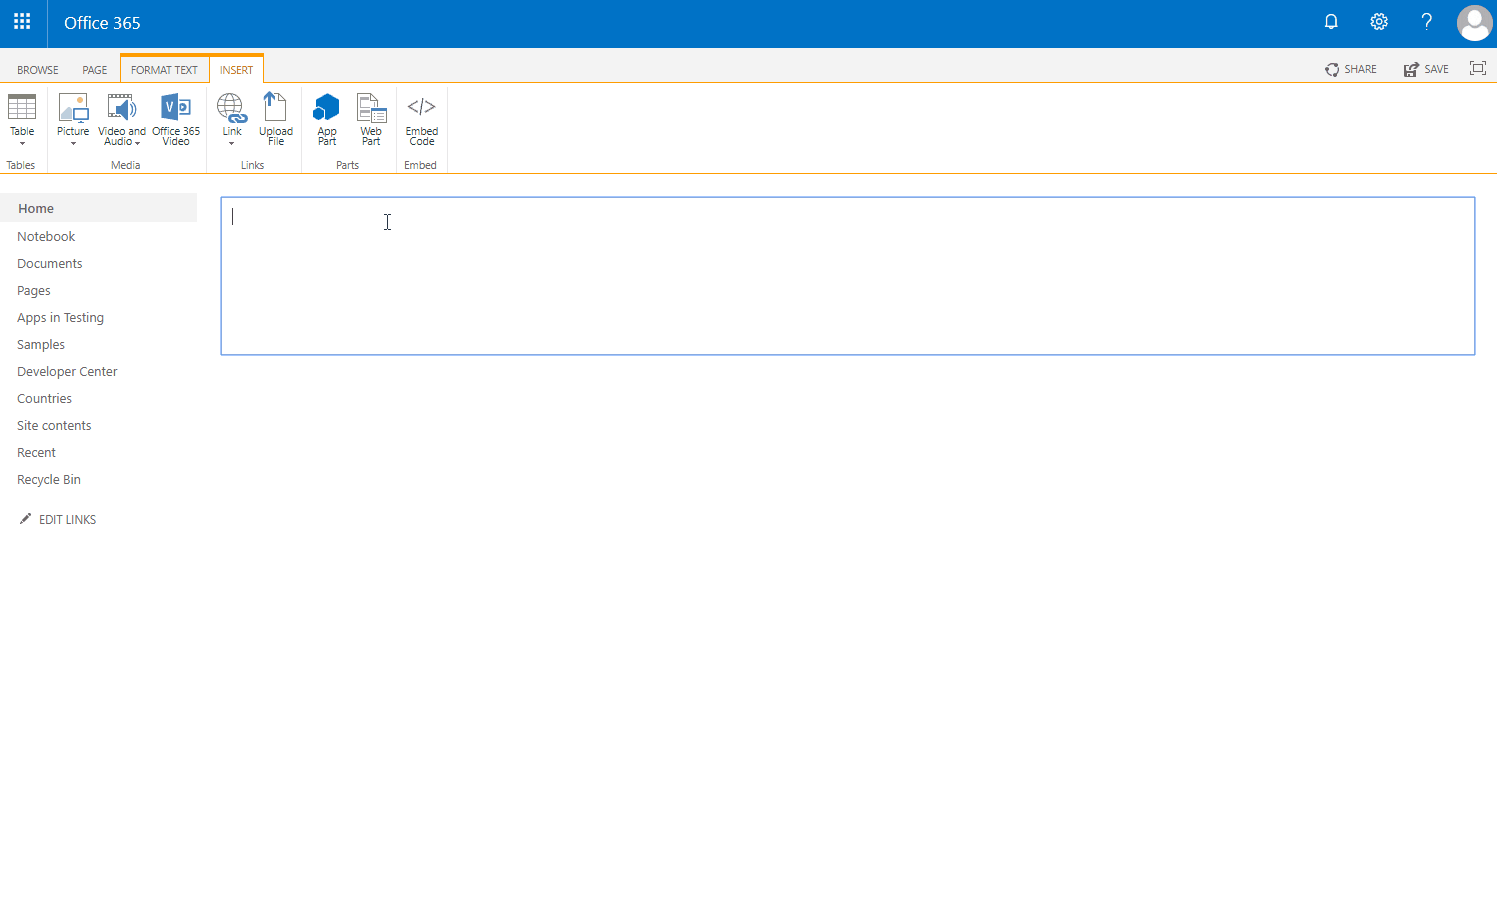 Office 365
BROWSE PAGE FORMAT TEXT INSERT SHARE SAVE
Table Picture Video and Audio Office 365 Video Link Upload File App Part Web Part Embed Code
Tables Media Links Parts Embed
Home
Notebook
Documents
Pages
Apps in Testing
Samples
Developer Center
Countries
Site contents
Recent
Recycle Bin
EDIT LINKS